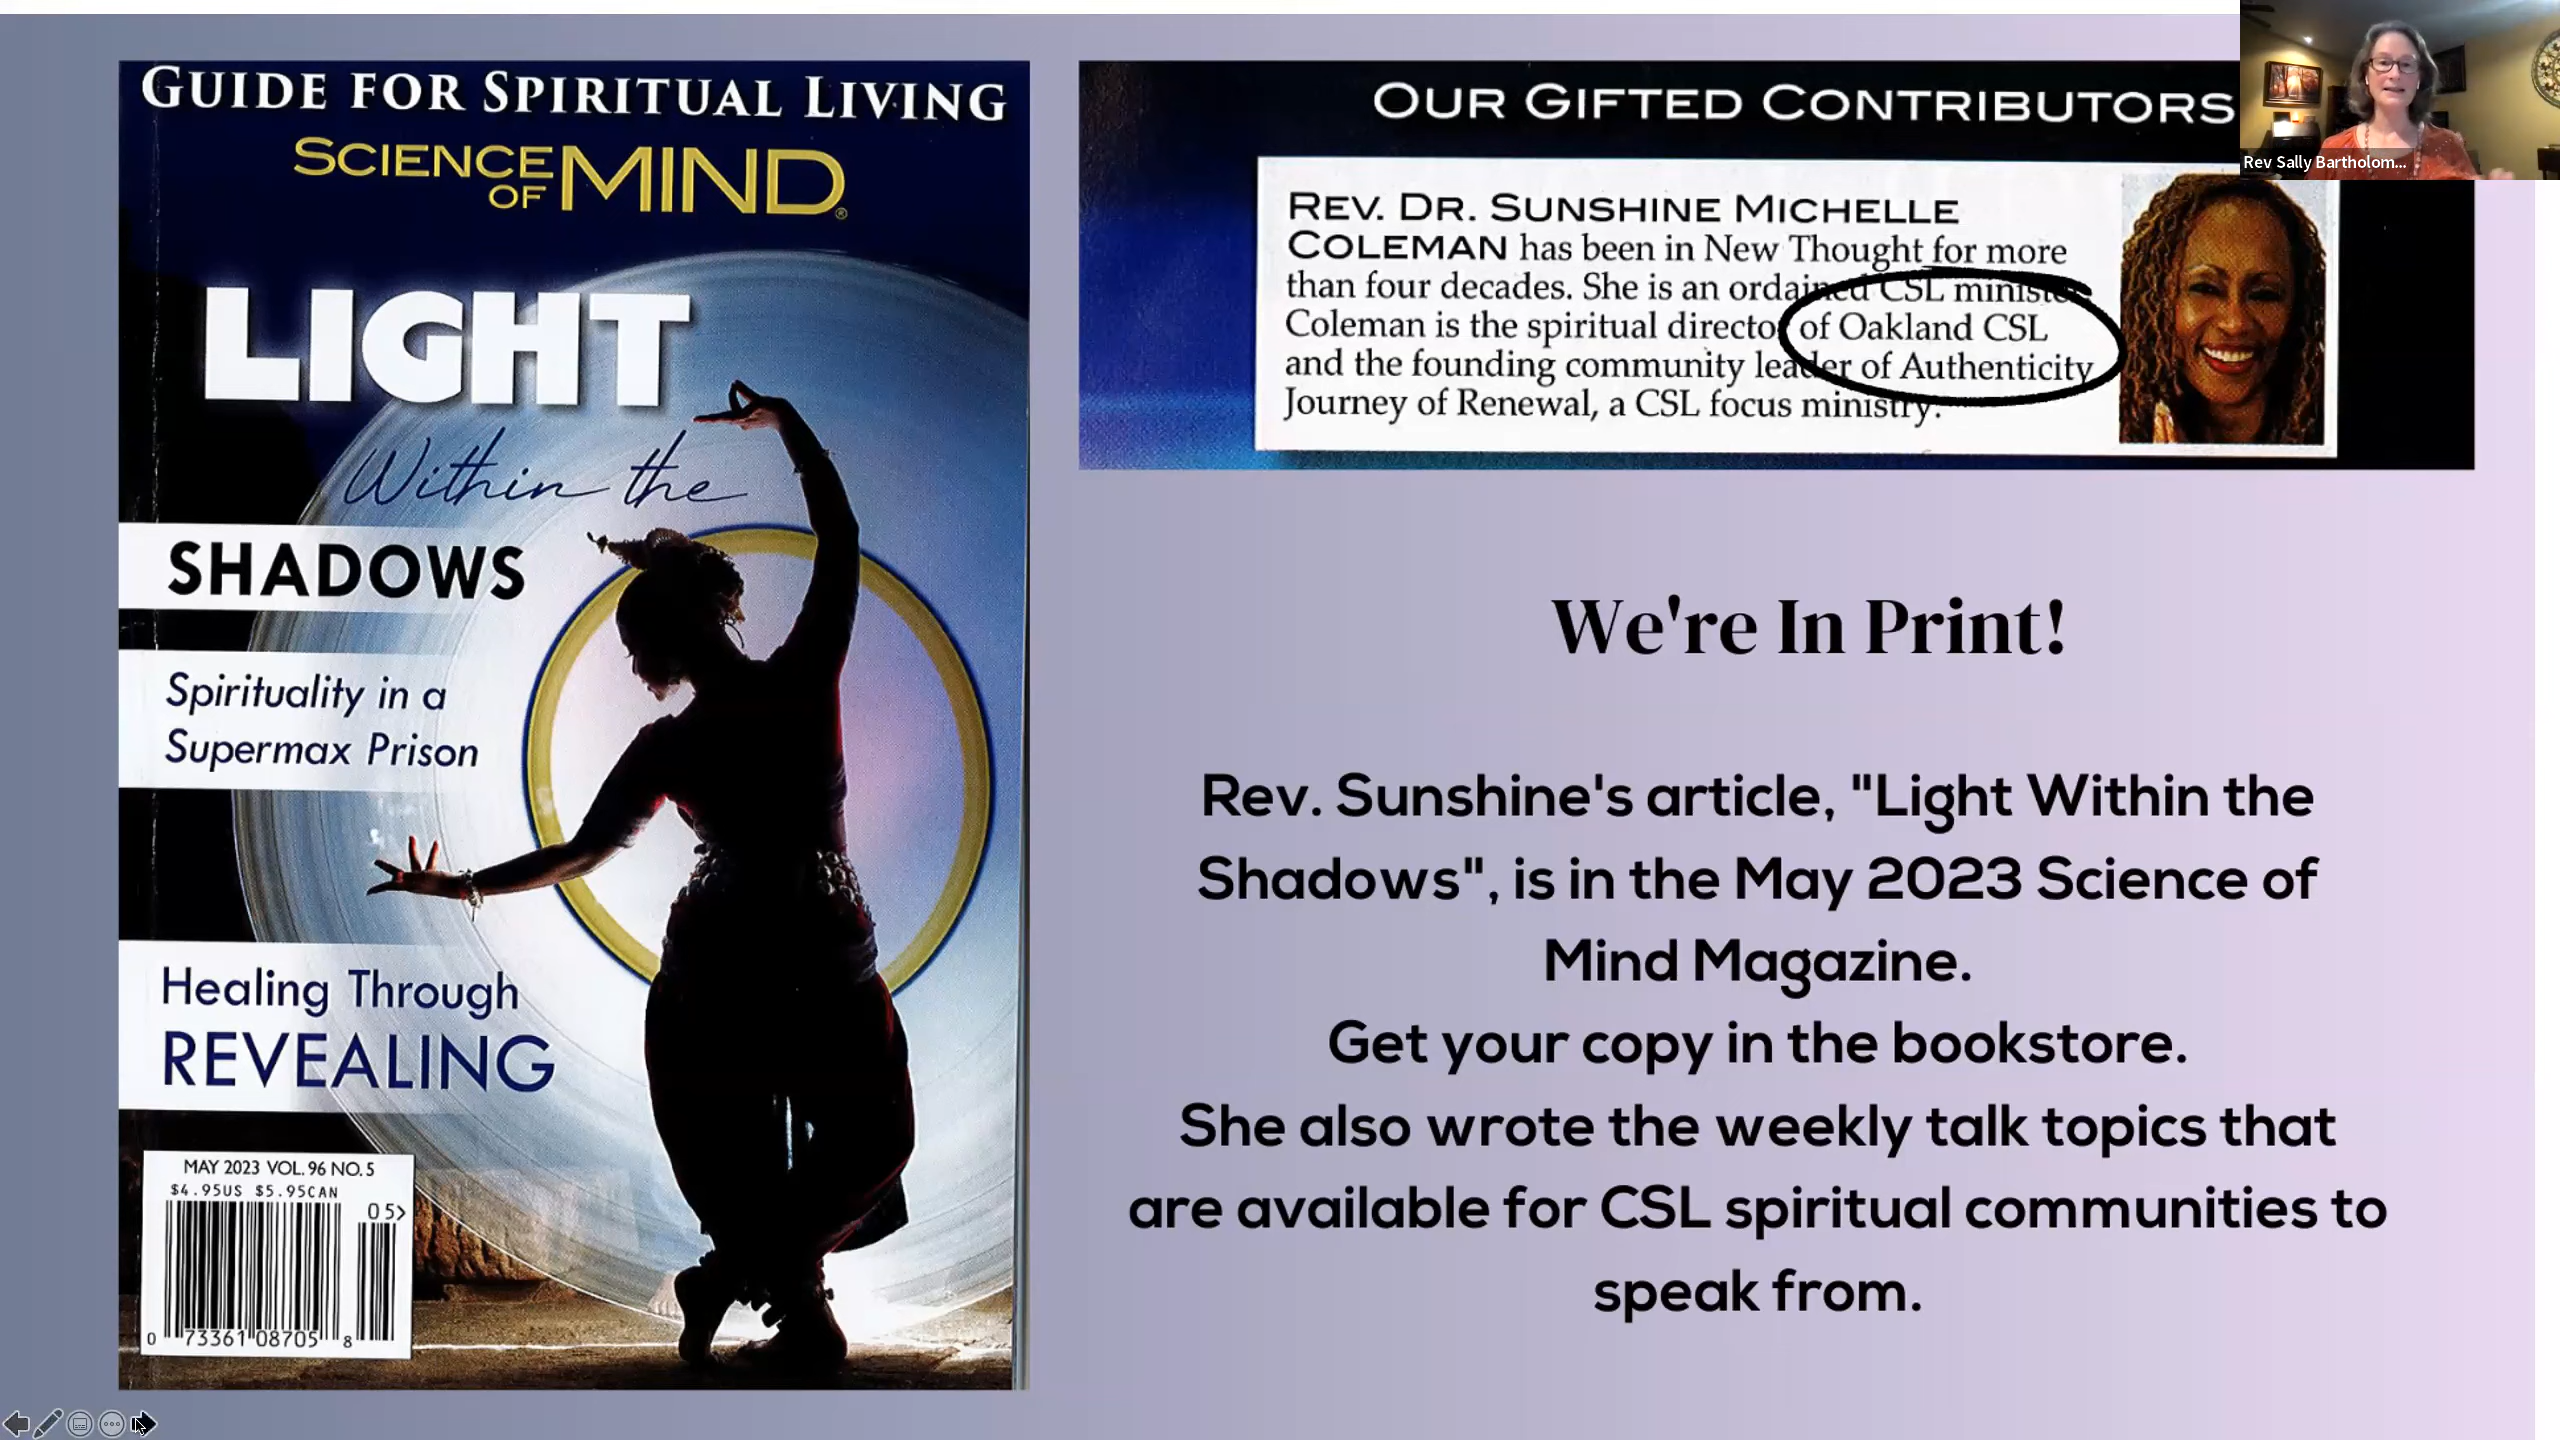 GUIDE FOR SPIRITUAL LIVING
SCIENCE OF MIND®
LIGHT
Within the
SHADOWS
Spirituality in a
Supermax Prison
Healing Through
REVEALING
MAY 2023 VOL. 96 NO. 5
$4.95US $5.95CAN
05>
0 73361 08705 8
OUR GIFTED CONTRIBUTORS
REV. DR. SUNSHINE MICHELLE
COLEMAN has been in New Thought for more
than four decades. She is an ordained CSL
Coleman is the spiritual director of Oakland CSL
and the founding community leader of Authenticity
Journey of Renewal, a CSL focus ministry.
Rev Sally Bartholom...
We're In Print!
Rev. Sunshine's article, "Light Within the
Shadows", is in the May 2023 Science of
Mind Magazine.
Get your copy in the bookstore.
She also wrote the weekly talk topics that
are available for CSL spiritual communities to
speak from.